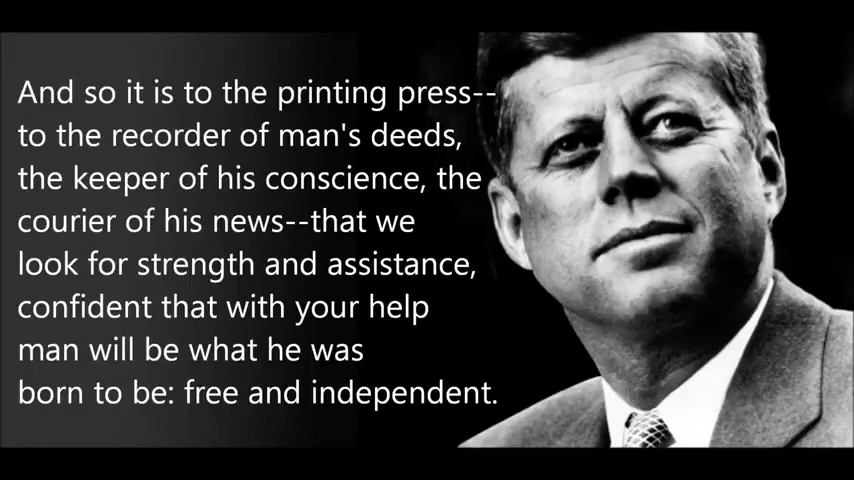 And so it is to the printing press--
to the recorder of man's deeds,
the keeper of his conscience, the
courier of his news--that we
look for strength and assistance,
confident that with your help
man will be what he was
born to be: free and independent.